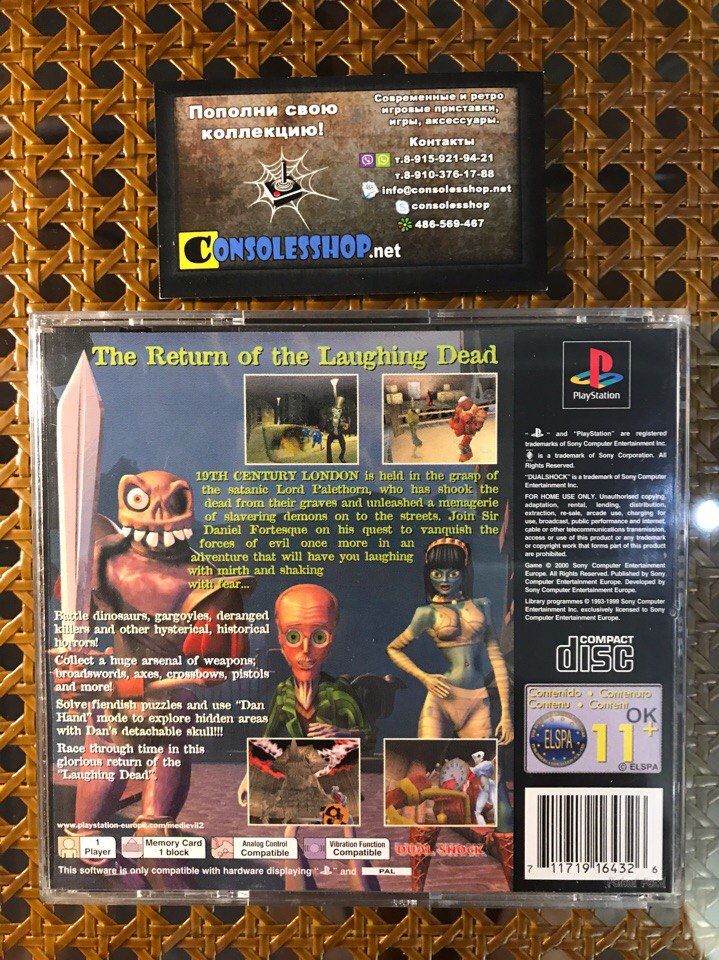 Пополни свою
коллекцию!
Современные и ретро
игровые приставки,
игры, аксессуары.
Контакты
т.8-915-921-94-21
т.8-910-376-17-88
info@consolesshop.net
consolesshop
486-569-467
CONSOLESSHOP.net
The Return of the Laughing Dead
19TH CENTURY LONDON is held in the grasp of
the satanic Lord Palethorn, who has shook the
dead from their graves and unleashed a menagerie
of slavering demons on to the streets. Join Sir
Daniel Fortesque on his quest to vanquish the
forces of evil once more in an
adventure that will have you laughing
with mirth and shaking
with fear...
Battle dinosaurs, gargoyles, deranged
killers and other hysterical, historical
horrors!
Collect a huge arsenal of weapons;
broadswords, axes, crossbows, pistols
and more!
Solve fiendish puzzles and use "Dan
Hand" mode to explore hidden areas
with Dan's detachable skull!!!
Race through time in this
glorious return of the
"Laughing Dead".
www.playstation-europe.com/medievil2
1
Player
Memory Card
1 block
Analog Control
Compatible
Vibration Function
Compatible
DUAL SHOCK
This software is only compatible with hardware displaying " " and PAL
PlayStation
" " and "PlayStation" are registered
trademarks of Sony Computer Entertainment Inc.
is a trademark of Sony Corporation. All
Rights Reserved.
"DUALSHOCK" is a trademark of Sony Computer
Entertainment Inc.
FOR HOME USE ONLY. Unauthorised copying,
adaptation, rental, lending, distribution,
extraction, re-sale, arcade use, charging for
use, broadcast, public performance and internet,
cable or other telecommunications transmission,
access or use of this product or any trademark
or copyright work that forms part of this product
are prohibited.
Game © 2000 Sony Computer Entertainment
Europe. All Rights Reserved. Published by Sony
Computer Entertainment Europe. Developed by
Sony Computer Entertainment Europe.
Library programmes © 1993-1999 Sony Computer
Entertainment Inc. exclusively licensed to Sony
Computer Entertainment Europe.
COMPACT
disc
Contenido • Contenuto
Contenu • Content
OK
ELSPA
11+
© ELSPA
7 11719 16432 6